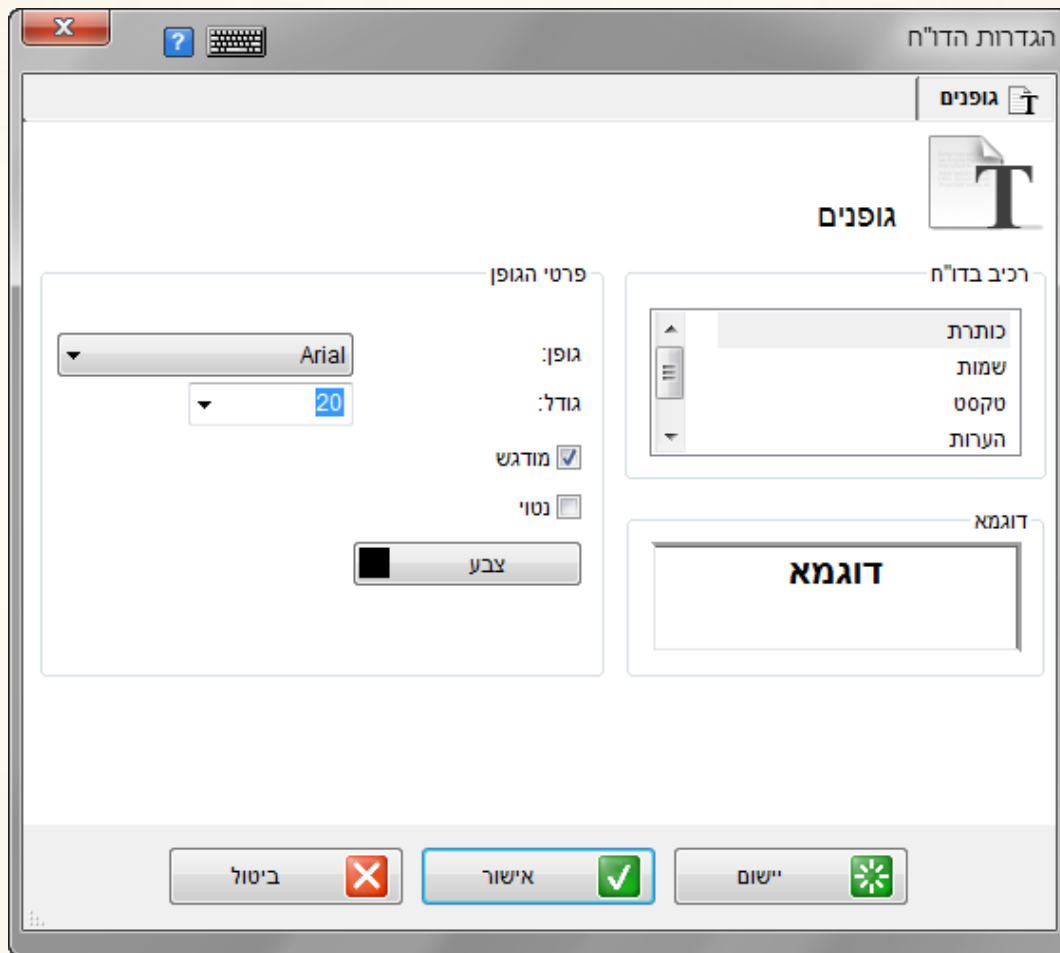 הגדרות הדו"ח
גופנים
גופנים
רכיב בדו"ח
כותרת
שמות
טקסט
הערות
דוגמא
דוגמא
פרטי הגופן
גופן: Arial
גודל: 20
מודגש
נטוי
צבע
יישום
אישור
ביטול